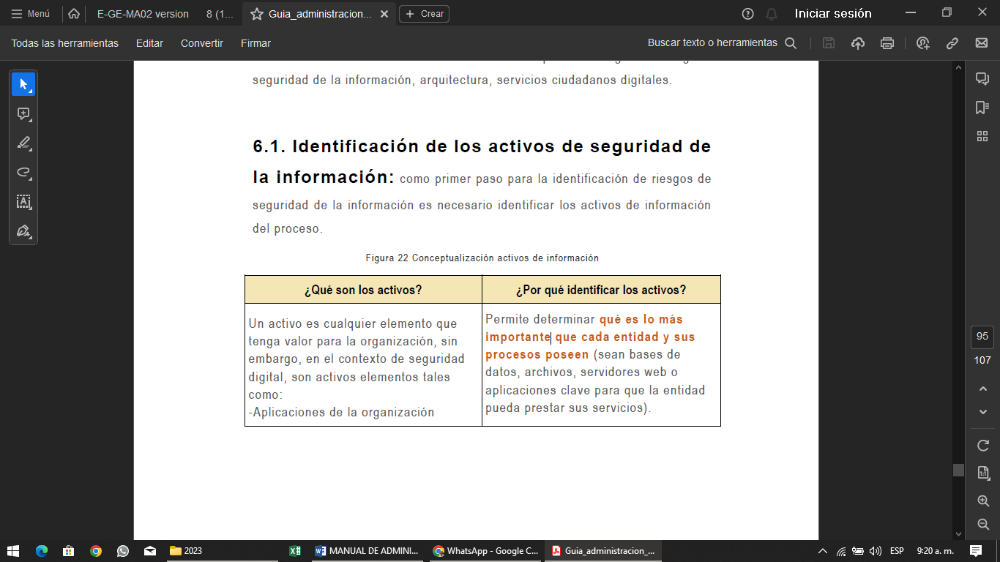 Menú
E-GE-MA02 version
8 (1...
Guia_administracion...
Crear
Iniciar sesión
Todas las herramientas
Editar
Convertir
Firmar
Buscar texto o herramientas
seguridad de la información, arquitectura, servicios ciudadanos digitales.
6.1. Identificación de los activos de seguridad de
la información: como primer paso para la identificación de riesgos de
seguridad de la información es necesario identificar los activos de información
del proceso.
Figura 22 Conceptualización activos de información
¿Qué son los activos?
Un activo es cualquier elemento que
tenga valor para la organización, sin
embargo, en el contexto de seguridad
digital, son activos elementos tales
como:
-Aplicaciones de la organización
¿Por qué identificar los activos?
Permite determinar qué es lo más
importante que cada entidad y sus
procesos poseen (sean bases de
datos, archivos, servidores web o
aplicaciones clave para que la entidad
pueda prestar sus servicios).
95
107
1:1
2023
MANUAL DE ADMINI...
WhatsApp - Google C...
Guia_administracion_...
ESP
9:20 a. m.